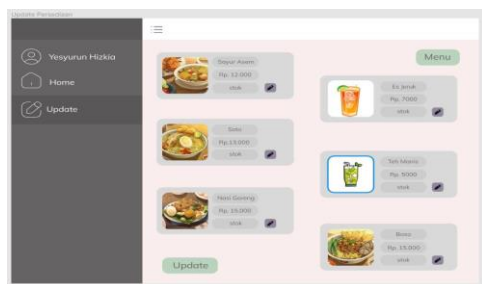 Update Permintaan
Yesyurun Hizkia
Home
Update
Menu
Sayur Asem
Rp. 12.000
stok
Soto
Rp.13.000
stok
Nasi Goreng
Rp. 15.000
stok
Update
Es Jeruk
Rp. 7000
stok
Teh Manis
Rp. 5000
stok
Bakso
Rp. 15.000
stok